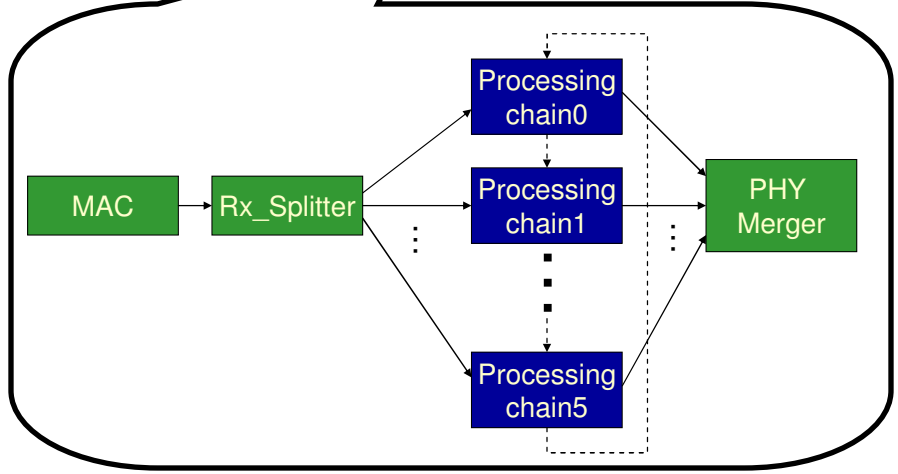 MAC
Rx_Splitter
Processing
chain0
Processing
chain1
Processing
chain5
PHY
Merger